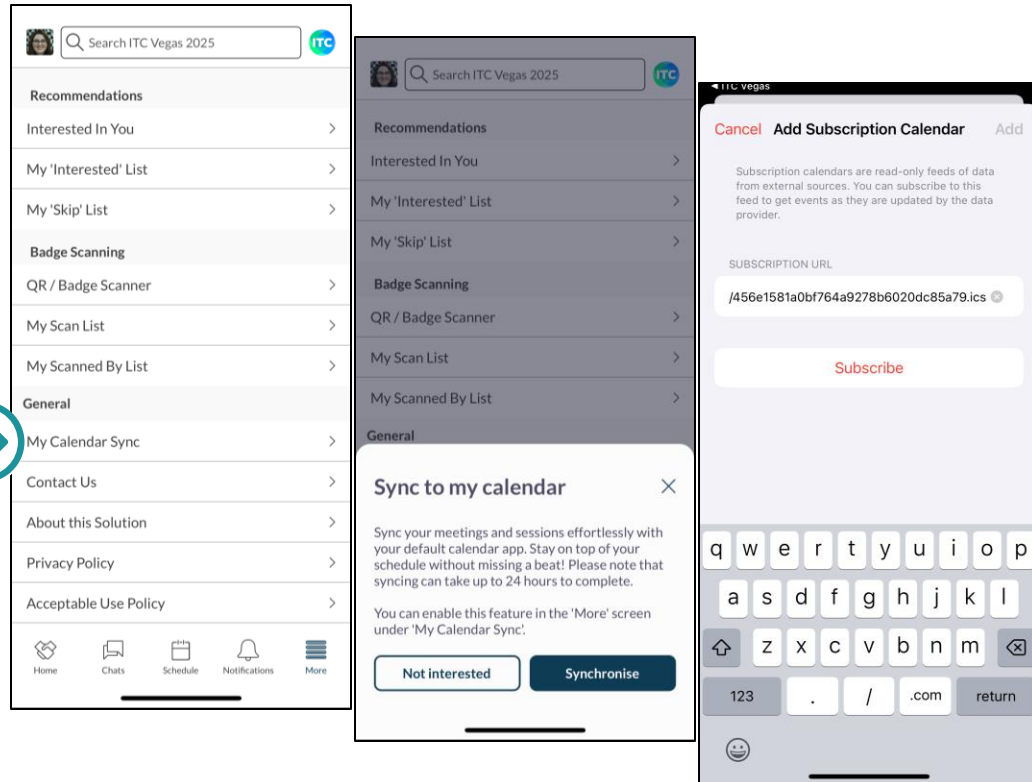 Search ITC Vegas 2025
ITC
Recommendations
Interested In You
My 'Interested' List
My 'Skip' List
Badge Scanning
QR / Badge Scanner
My Scan List
My Scanned By List
General
My Calendar Sync
Contact Us
About this Solution
Privacy Policy
Acceptable Use Policy
Home
Chats
Schedule
Notifications
More
Search ITC Vegas 2025
ITC
Recommendations
Interested In You
My 'Interested' List
My 'Skip' List
Badge Scanning
QR / Badge Scanner
My Scan List
My Scanned By List
General
Sync to my calendar
Sync your meetings and sessions effortlessly with
your default calendar app. Stay on top of your
schedule without missing a beat! Please note that
syncing can take up to 24 hours to complete.
You can enable this feature in the 'More' screen
under 'My Calendar Sync'.
Not interested
Synchronise
ITC Vegas
Cancel Add Subscription Calendar Add
Subscription calendars are read-only feeds of data
from external sources. You can subscribe to this
feed to get events as they are updated by the data
provider.
SUBSCRIPTION URL
/456e1581a0bf764a9278b6020dc85a79.ics
Subscribe
q w e r t y u i o p
a s d f g h j k l
z x c v b n m
123 . / .com return